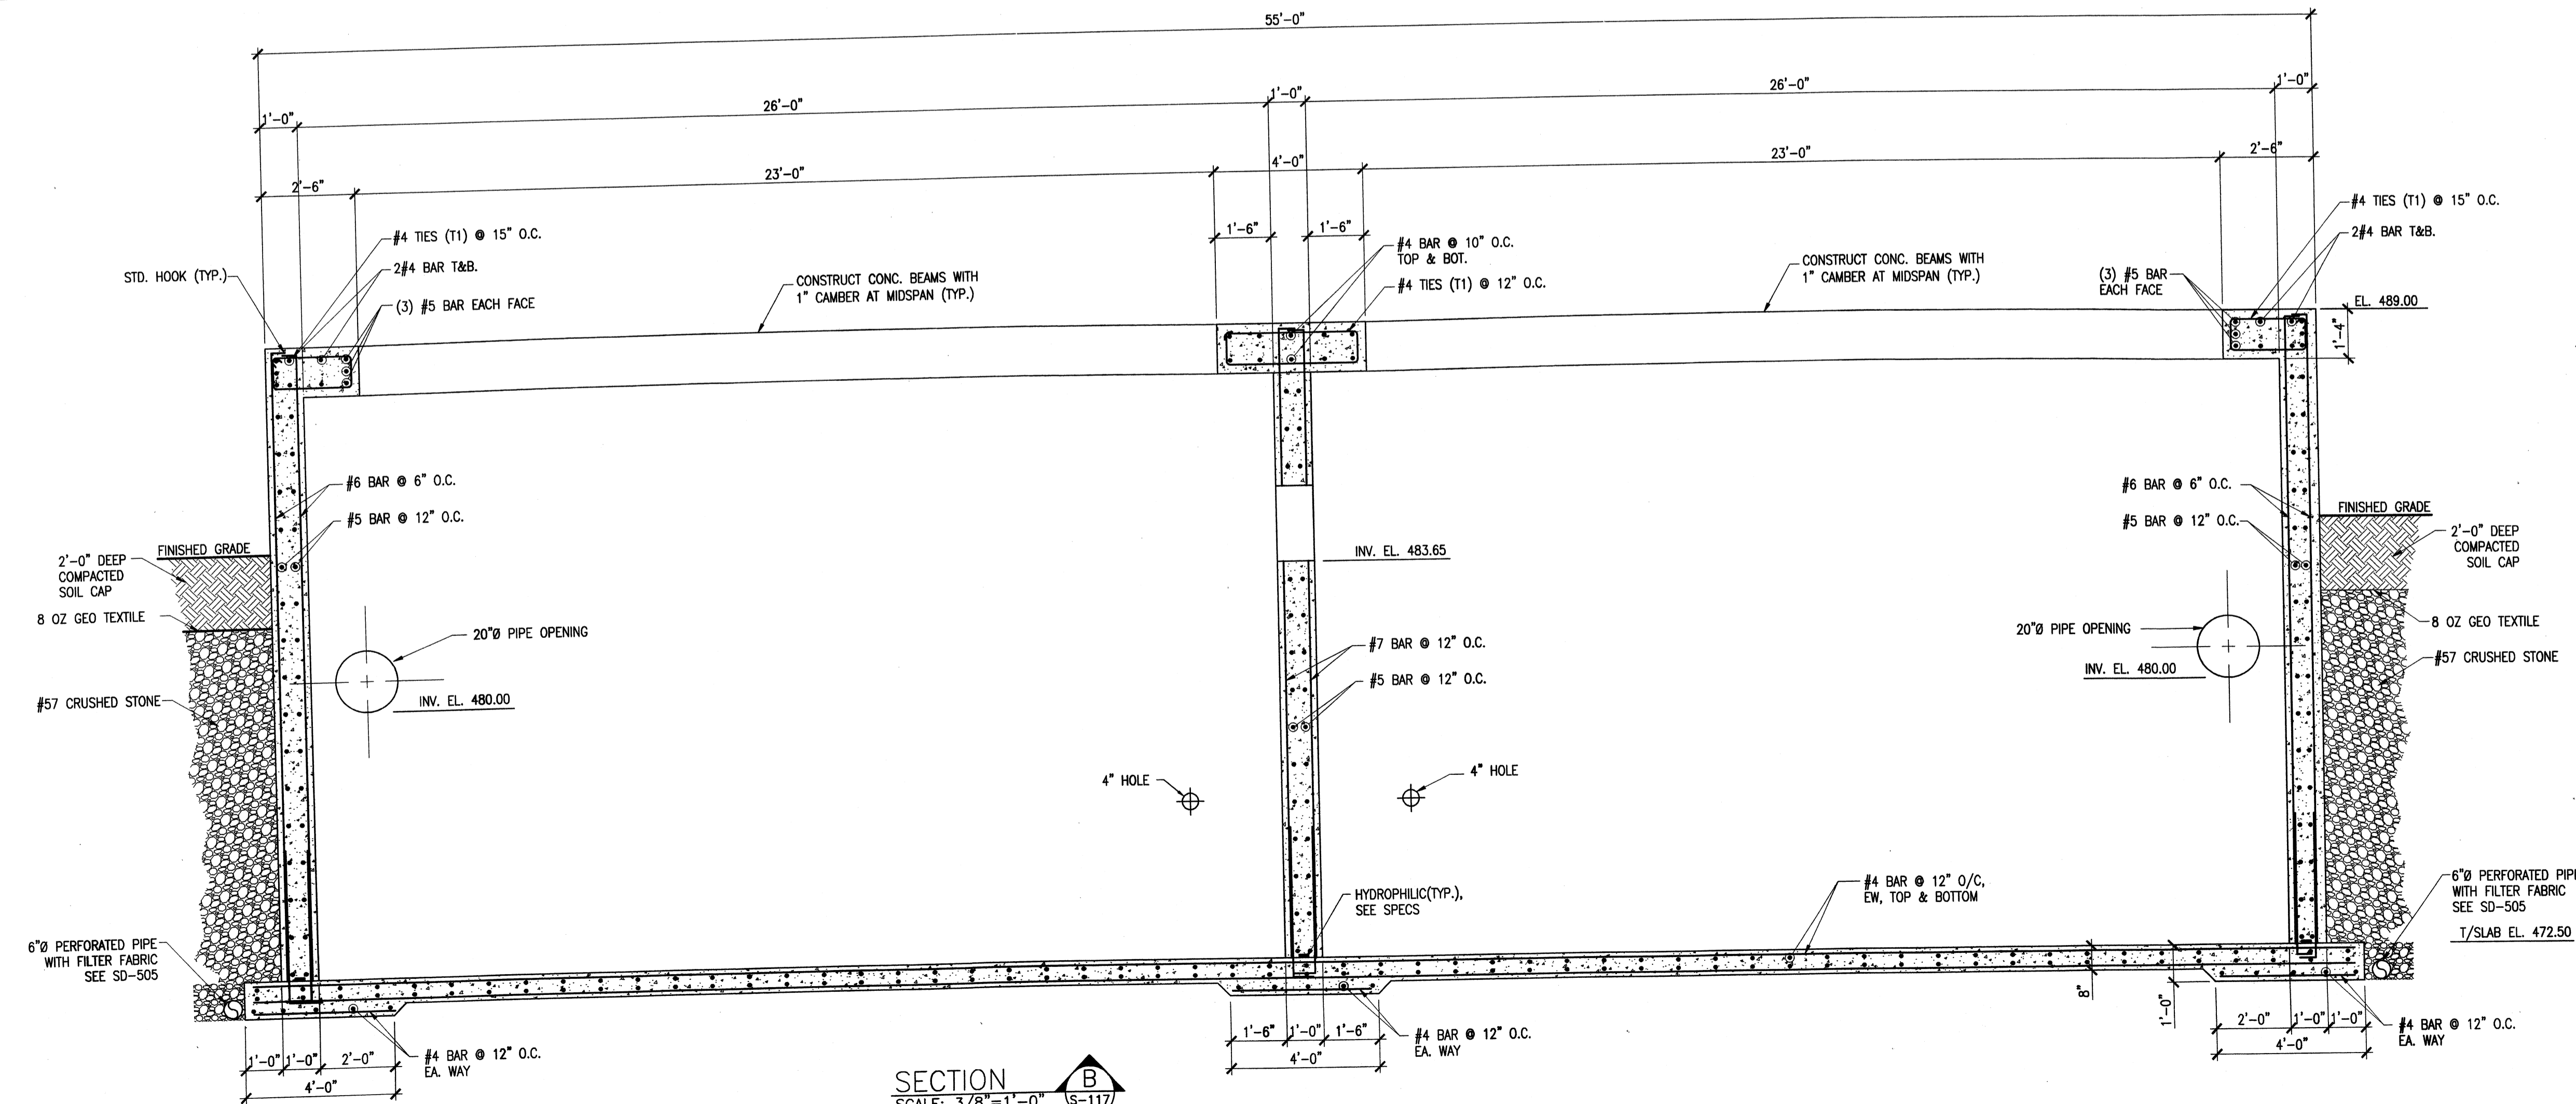 55'-0"
1'-0"
26'-0"
1'-0"
26'-0"
1'-0"
2'-6"
23'-0"
4'-0"
23'-0"
2'-6"
1'-6"
1'-6"
#4 TIES (T1) @ 15" O.C.
2#4 BAR T&B.
(3) #5 BAR EACH FACE
STD. HOOK (TYP.)
CONSTRUCT CONC. BEAMS WITH
1" CAMBER AT MIDSPAN (TYP.)
#4 BAR @ 10" O.C.
TOP & BOT.
#4 TIES (T1) @ 12" O.C.
CONSTRUCT CONC. BEAMS WITH
1" CAMBER AT MIDSPAN (TYP.)
(3) #5 BAR
EACH FACE
#4 TIES (T1) @ 15" O.C.
2#4 BAR T&B.
EL. 489.00
1'-4"
#6 BAR @ 6" O.C.
#5 BAR @ 12" O.C.
FINISHED GRADE
2'-0" DEEP
COMPACTED
SOIL CAP
8 OZ GEO TEXTILE
#57 CRUSHED STONE
20"Ø PIPE OPENING
INV. EL. 480.00
INV. EL. 483.65
#7 BAR @ 12" O.C.
#5 BAR @ 12" O.C.
4" HOLE
4" HOLE
#6 BAR @ 6" O.C.
#5 BAR @ 12" O.C.
FINISHED GRADE
2'-0" DEEP
COMPACTED
SOIL CAP
8 OZ GEO TEXTILE
#57 CRUSHED STONE
20"Ø PIPE OPENING
INV. EL. 480.00
HYDROPHILIC(TYP.),
SEE SPECS
#4 BAR @ 12" O/C,
EW, TOP & BOTTOM
6"Ø PERFORATED PIPE
WITH FILTER FABRIC
SEE SD-505
T/SLAB EL. 472.50
6"Ø PERFORATED PIPE
WITH FILTER FABRIC
SEE SD-505
8"
1'-0"
1'-0"
1'-0"
2'-0"
4'-0"
#4 BAR @ 12" O.C.
EA. WAY
1'-6"
1'-0"
1'-6"
4'-0"
#4 BAR @ 12" O.C.
EA. WAY
2'-0"
1'-0"
1'-0"
4'-0"
#4 BAR @ 12" O.C.
EA. WAY
SECTION
B
SCALE: 3/8"=1'-0"
S-117